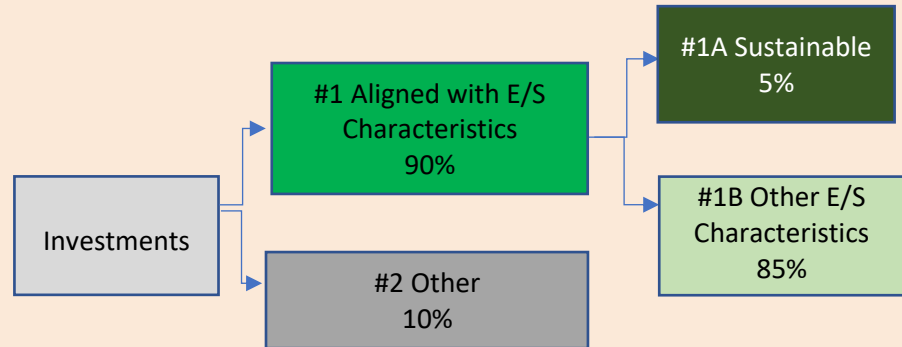 #1A Sustainable
5%
#1 Aligned with E/S
Characteristics
90%
#1B Other E/S
Characteristics
85%
Investments
#2 Other
10%